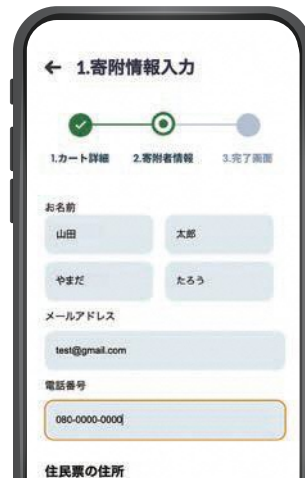 ← 1.寄附情報入力
1.カート詳細 2.寄附者情報 3.完了画面
お名前
山田 太郎
やまだ たろう
メールアドレス
test@gmail.com
電話番号
080-0000-0000
住民票の住所